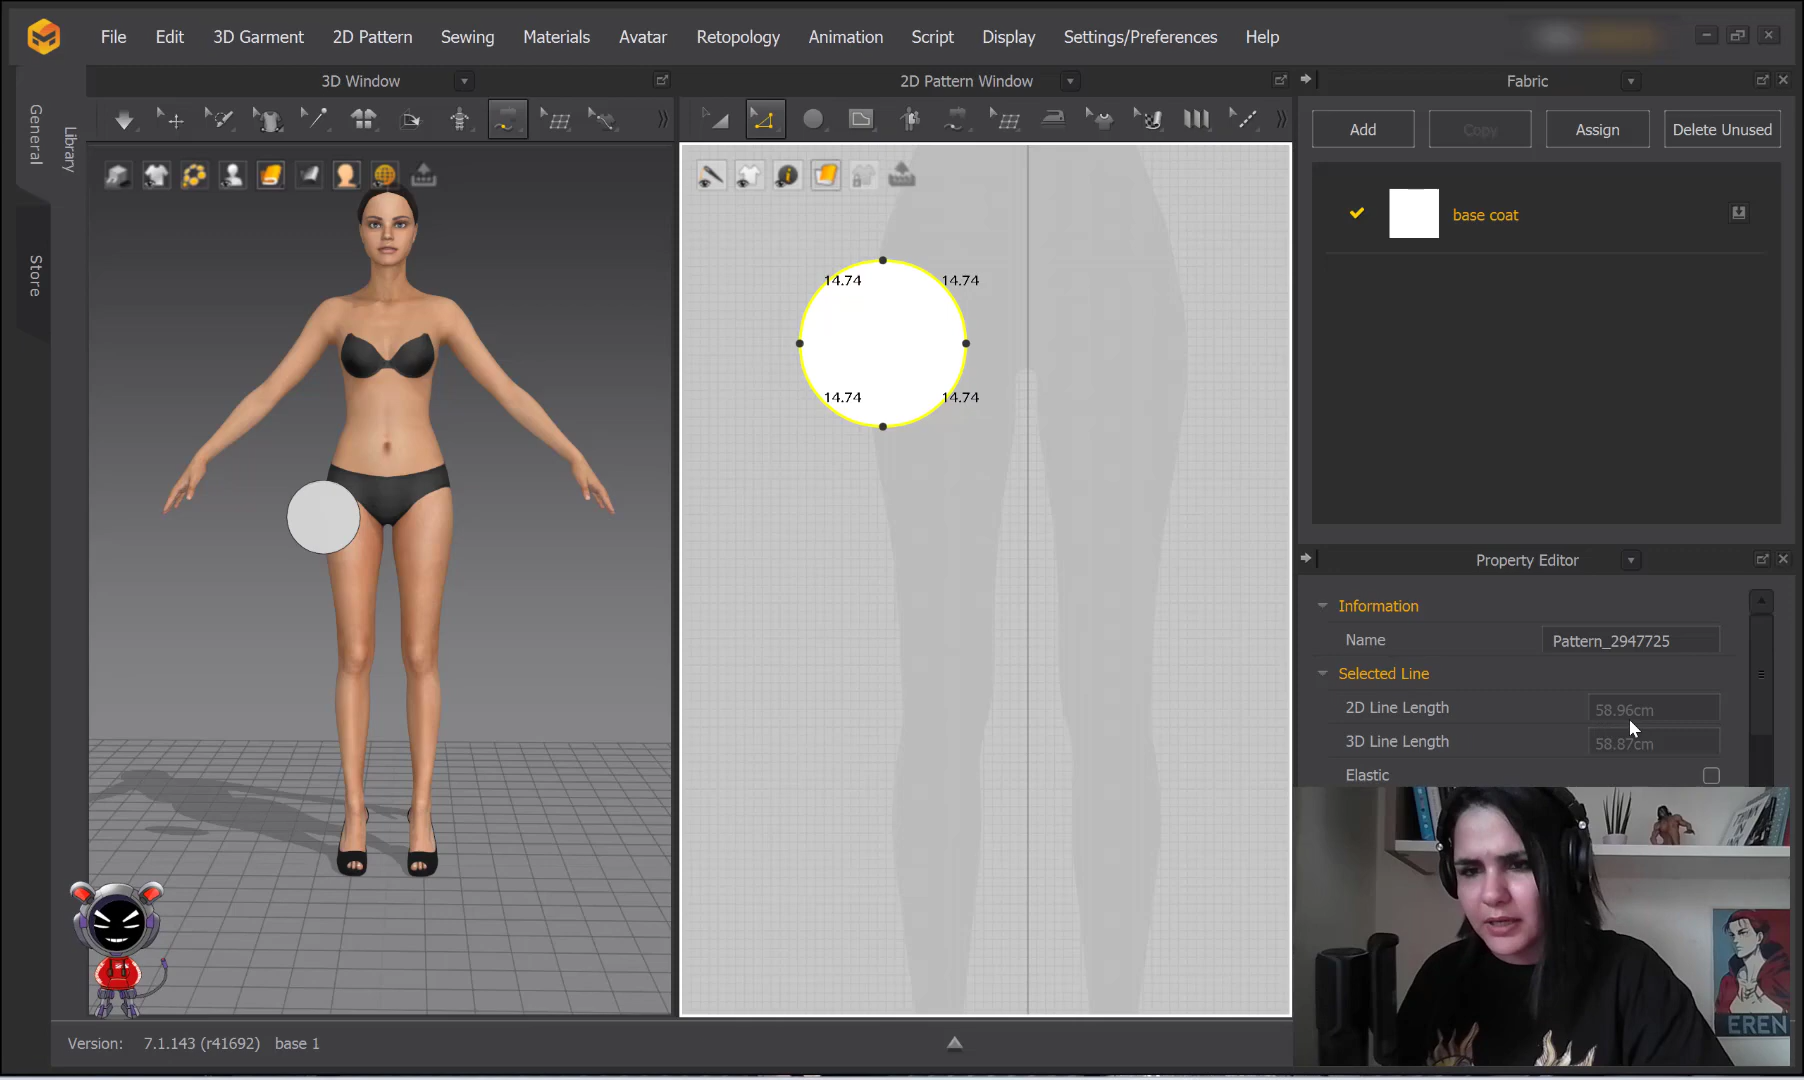 File Edit 3D Garment 2D Pattern Sewing Materials Avatar Retopology Animation Script Display Settings/Preferences Help
3D Window 2D Pattern Window Fabric
General
Library
Store
Add Copy Assign Delete Unused
base coat
14.74 14.74
14.74 14.74
Property Editor
Information
Name Pattern_2947725
Selected Line
2D Line Length 58.96cm
3D Line Length 58.87cm
Elastic
EREN
Version: 7.1.143 (r41692) base 1